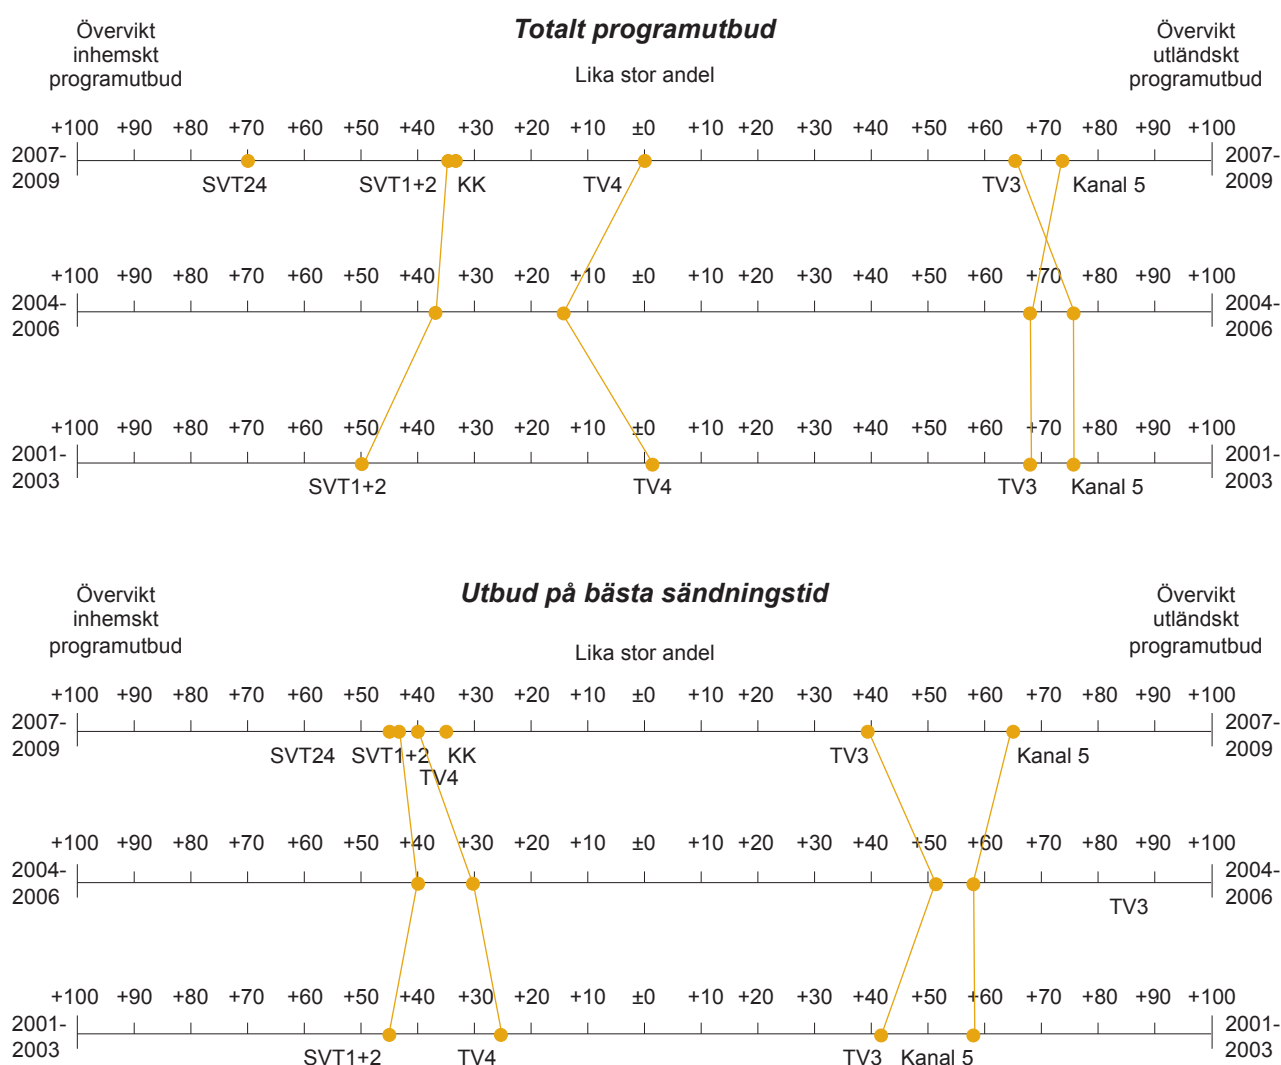 Totalt programutbud
Övervikt
inhemskt
programutbud
Lika stor andel
Övervikt
utländskt
programutbud
+100 +90 +80 +70 +60 +50 +40 +30 +20 +10 ±0 +10 +20 +30 +40 +50 +60 +70 +80 +90 +100
2007-
2009
2007-
2009
SVT24 SVT1+2 KK TV4 TV3 Kanal 5
+100 +90 +80 +70 +60 +50 +40 +30 +20 +10 ±0 +10 +20 +30 +40 +50 +60 +70 +80 +90 +100
2004-
2006
2004-
2006
+100 +90 +80 +70 +60 +50 +40 +30 +20 +10 ±0 +10 +20 +30 +40 +50 +60 +70 +80 +90 +100
2001-
2003
2001-
2003
SVT1+2 TV4 TV3 Kanal 5
Utbud på bästa sändningstid
Övervikt
inhemskt
programutbud
Lika stor andel
Övervikt
utländskt
programutbud
+100 +90 +80 +70 +60 +50 +40 +30 +20 +10 ±0 +10 +20 +30 +40 +50 +60 +70 +80 +90 +100
2007-
2009
2007-
2009
SVT24 SVT1+2 KK TV3 Kanal 5
TV4
+100 +90 +80 +70 +60 +50 +40 +30 +20 +10 ±0 +10 +20 +30 +40 +50 +60 +70 +80 +90 +100
2004-
2006
2004-
2006
TV3
+100 +90 +80 +70 +60 +50 +40 +30 +20 +10 ±0 +10 +20 +30 +40 +50 +60 +70 +80 +90 +100
2001-
2003
2001-
2003
SVT1+2 TV4 TV3 Kanal 5